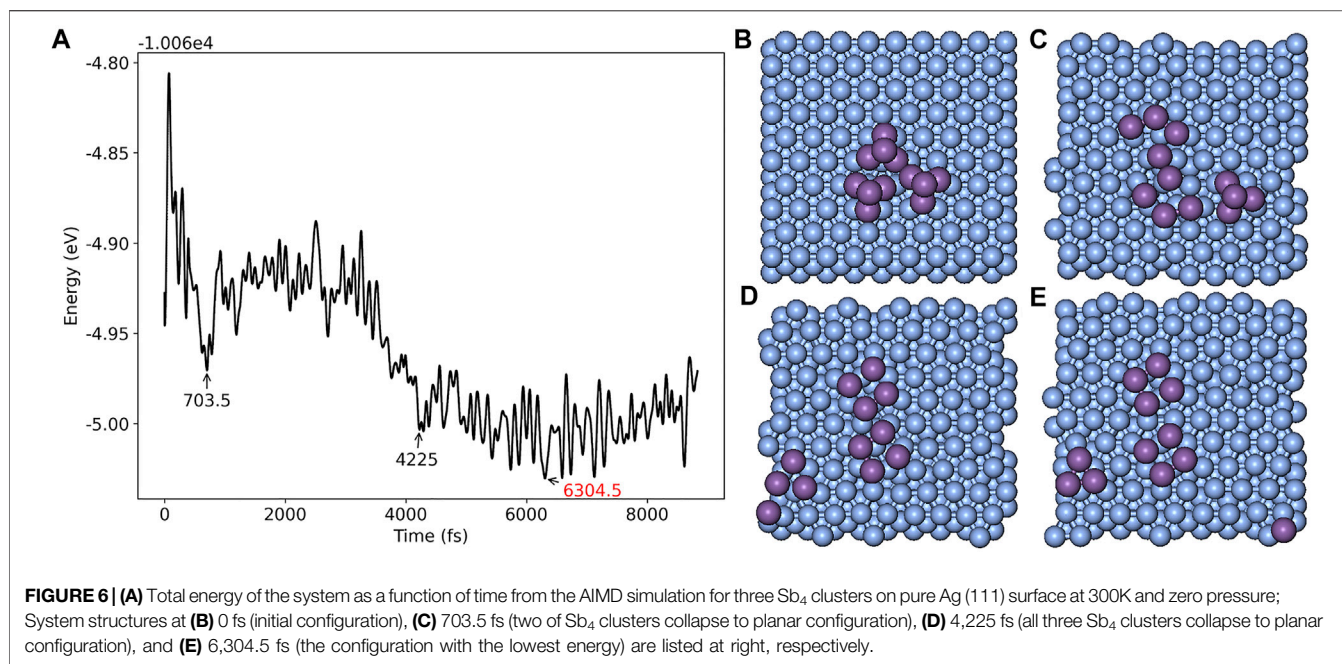 A
-1.006e4
-4.80
-4.85
-4.90
-4.95
-5.00
Energy (eV)
703.5
4225
6304.5
0
2000
4000
6000
8000
Time (fs)
B
C
D
E
FIGURE 6 | (A) Total energy of the system as a function of time from the AIMD simulation for three Sb₄ clusters on pure Ag (111) surface at 300K and zero pressure;
System structures at (B) 0 fs (initial configuration), (C) 703.5 fs (two of Sb₄ clusters collapse to planar configuration), (D) 4,225 fs (all three Sb₄ clusters collapse to planar
configuration), and (E) 6,304.5 fs (the configuration with the lowest energy) are listed at right, respectively.